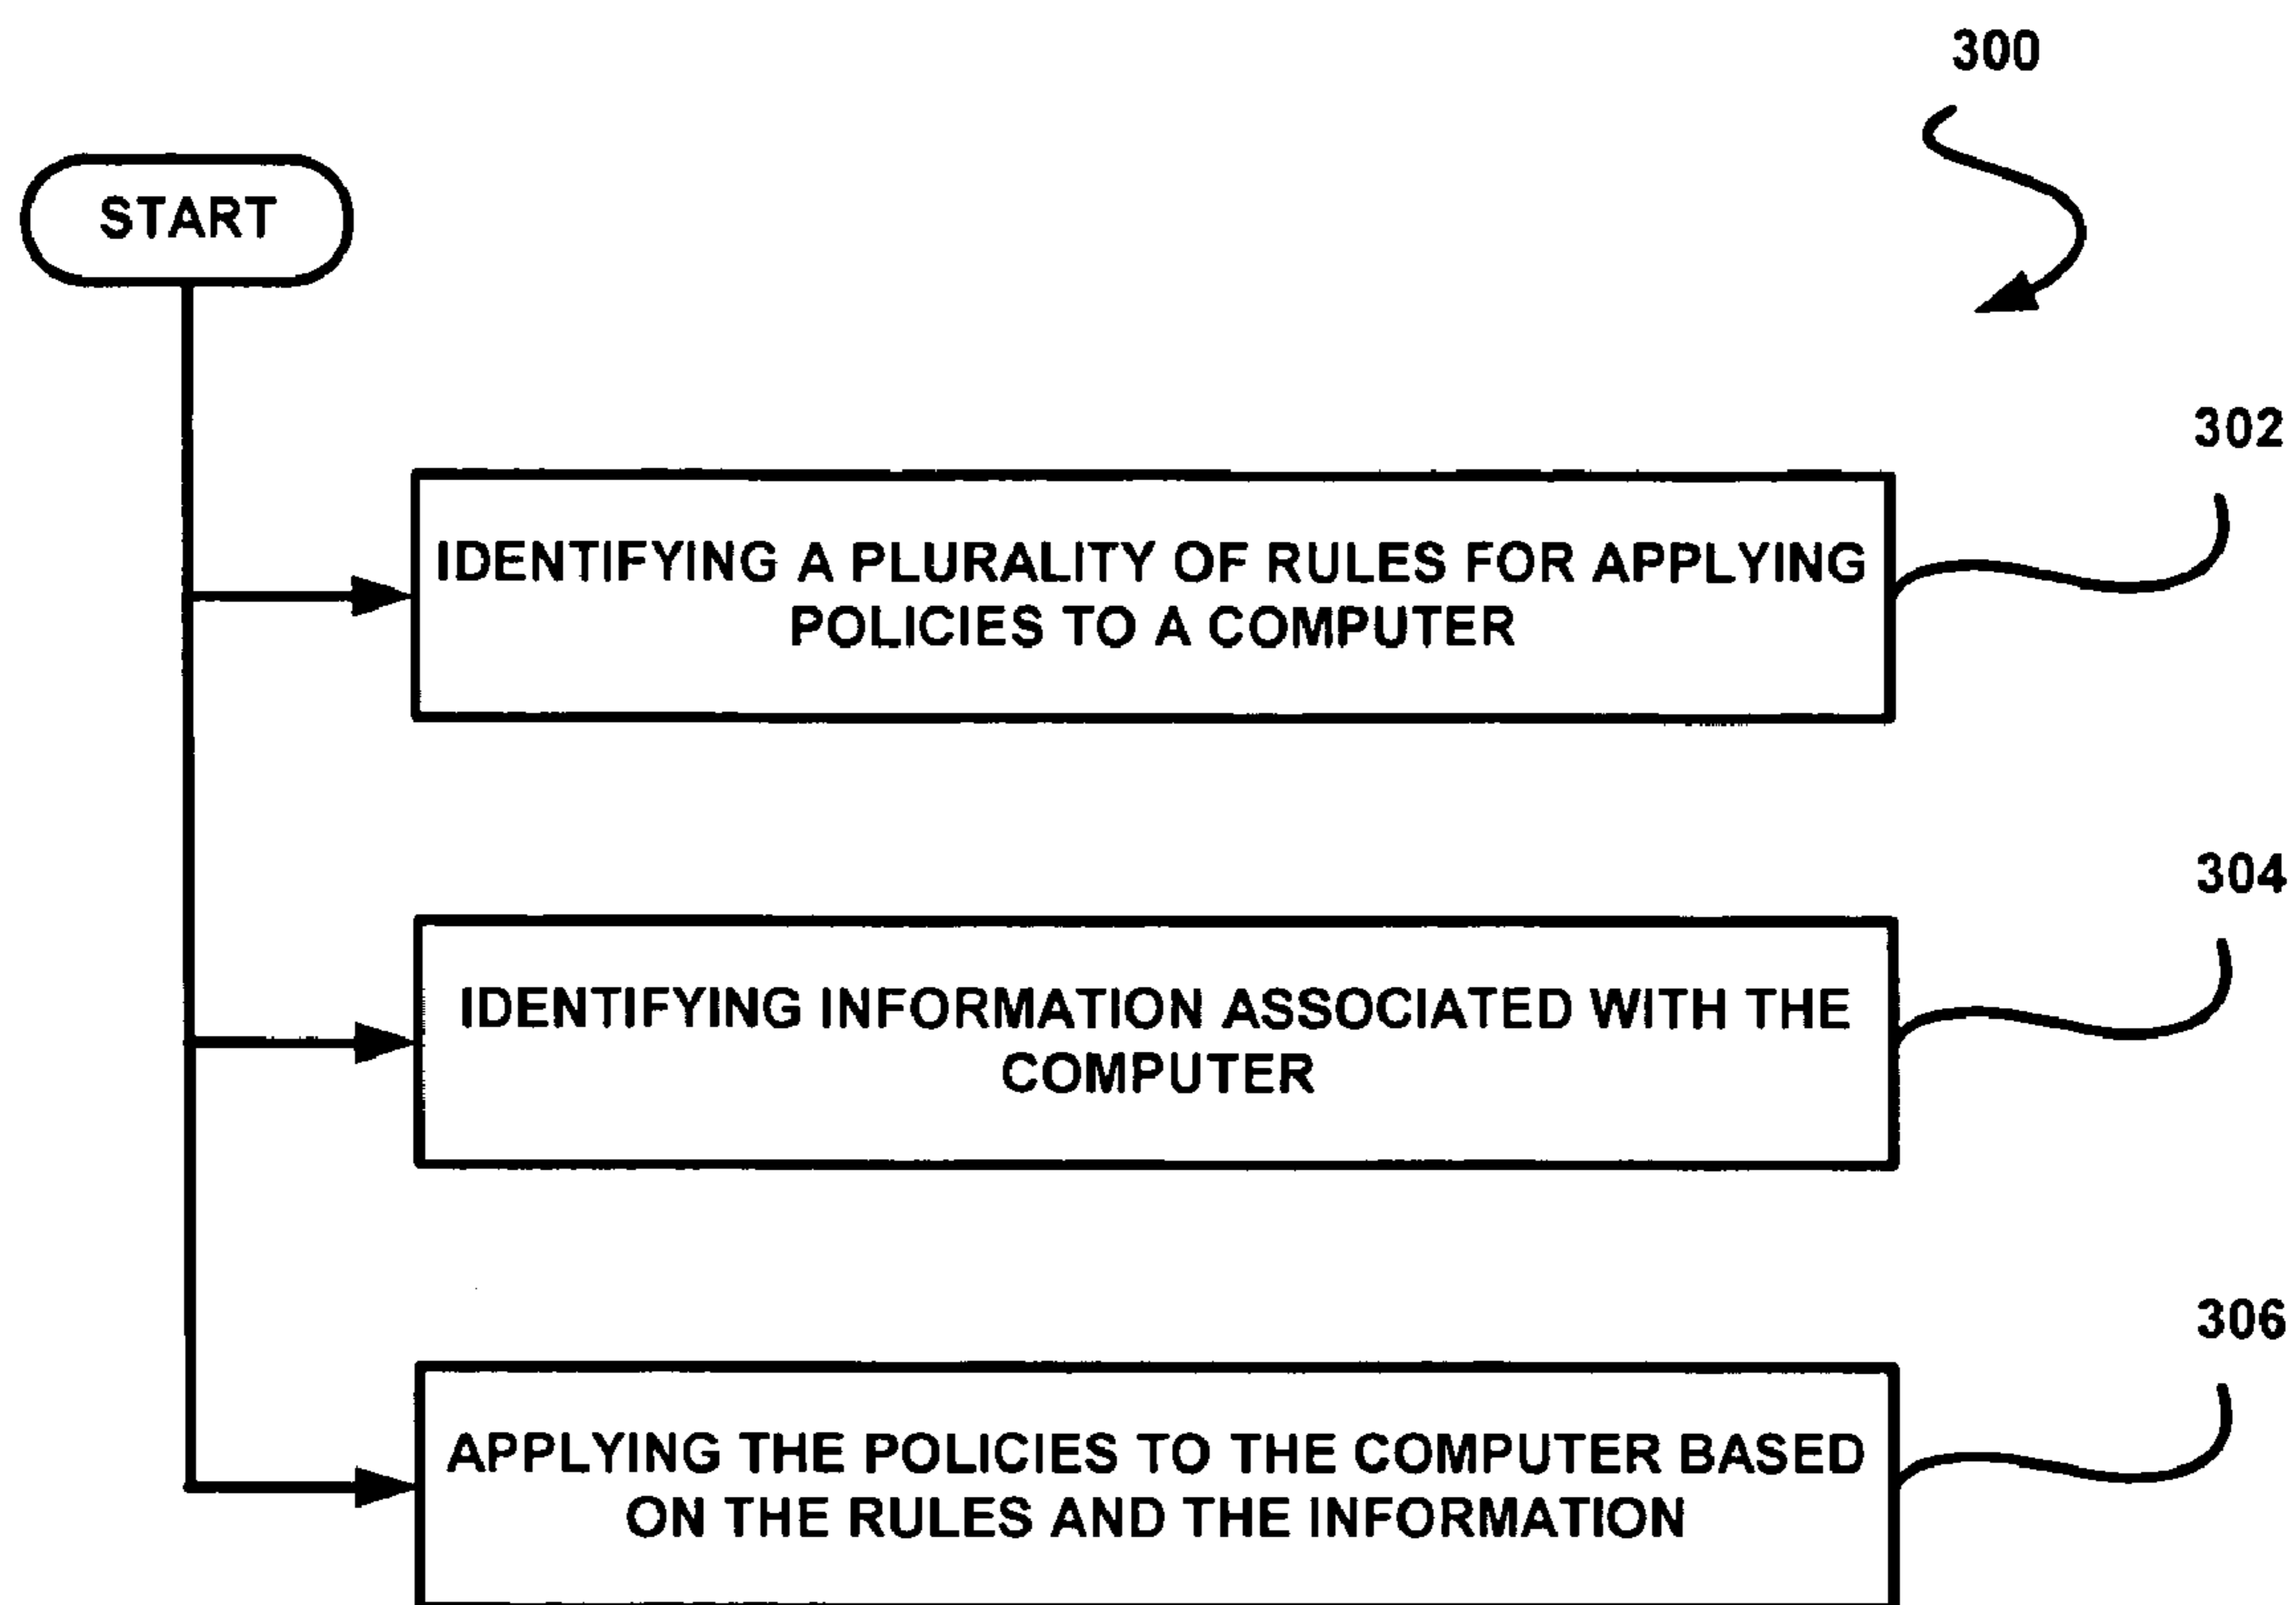 300
START
302
IDENTIFYING A PLURALITY OF RULES FOR APPLYING
POLICIES TO A COMPUTER
304
IDENTIFYING INFORMATION ASSOCIATED WITH THE
COMPUTER
306
APPLYING THE POLICIES TO THE COMPUTER BASED
ON THE RULES AND THE INFORMATION